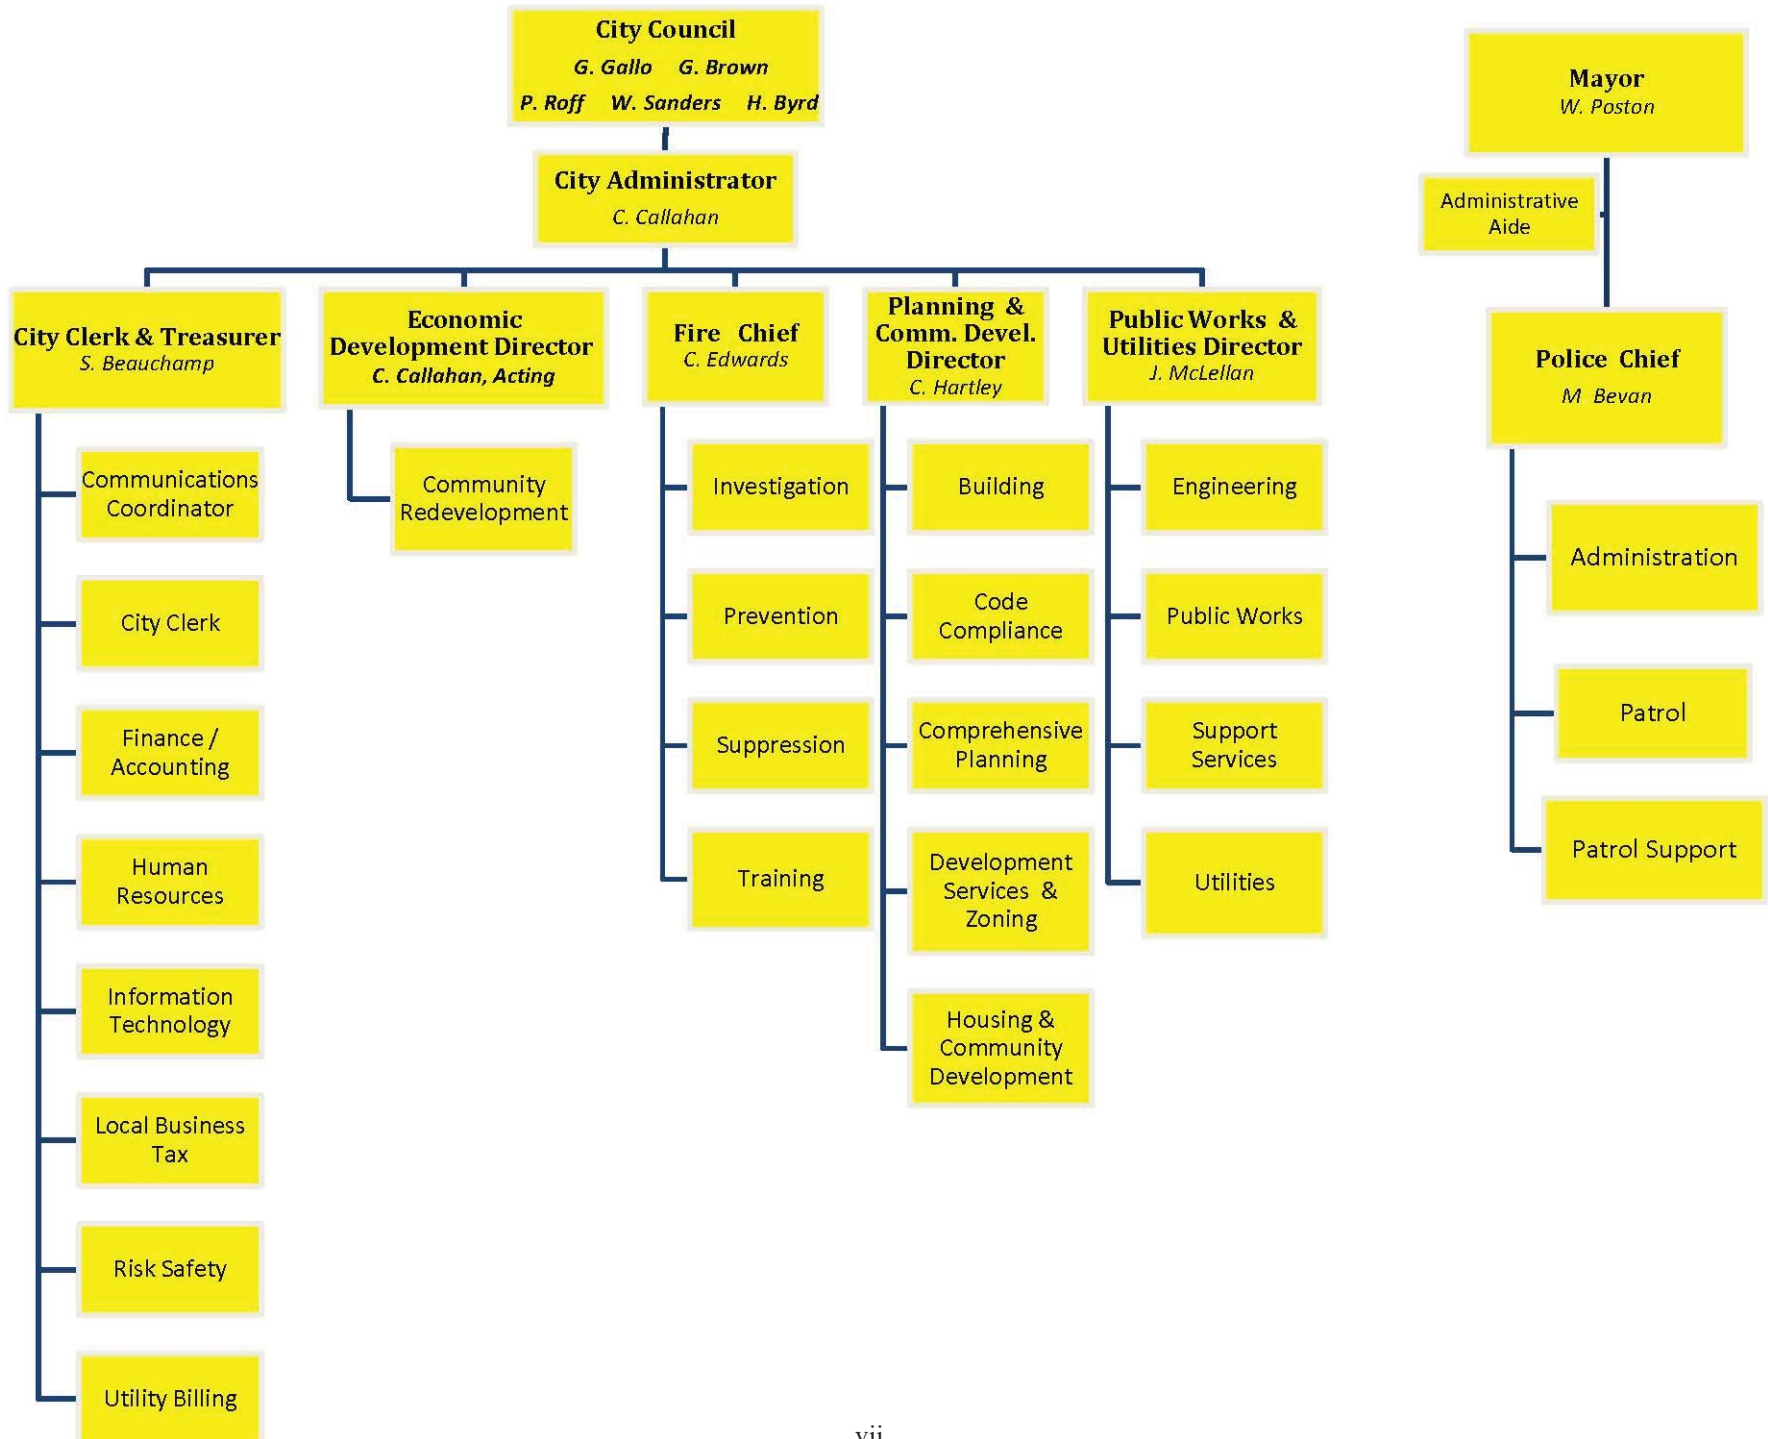 City Council
G. Gallo G. Brown
P. Roff W. Sanders H. Byrd
City Administrator
C. Callahan
City Clerk & Treasurer
S. Beauchamp
Communications
Coordinator
City Clerk
Finance /
Accounting
Human
Resources
Information
Technology
Local Business
Tax
Risk Safety
Utility Billing
Economic
Development Director
C. Callahan, Acting
Community
Redevelopment
Fire Chief
C. Edwards
Investigation
Prevention
Suppression
Training
Planning &
Comm. Devel.
Director
C. Hartley
Building
Code
Compliance
Comprehensive
Planning
Development
Services &
Zoning
Housing &
Community
Development
Public Works &
Utilities Director
J. McLellan
Engineering
Public Works
Support
Services
Utilities
Mayor
W. Poston
Administrative
Aide
Police Chief
M Bevan
Administration
Patrol
Patrol Support
vii